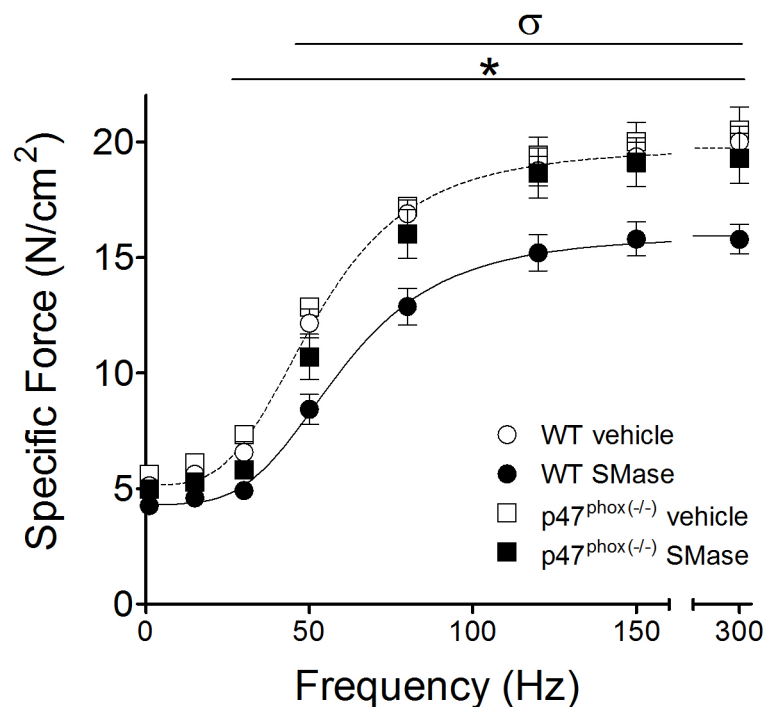 σ
*
Specific Force (N/cm²)
20
15
10
5
0
WT vehicle
WT SMase
p47phox(-/-) vehicle
p47phox(-/-) SMase
0 50 100 150 300
Frequency (Hz)